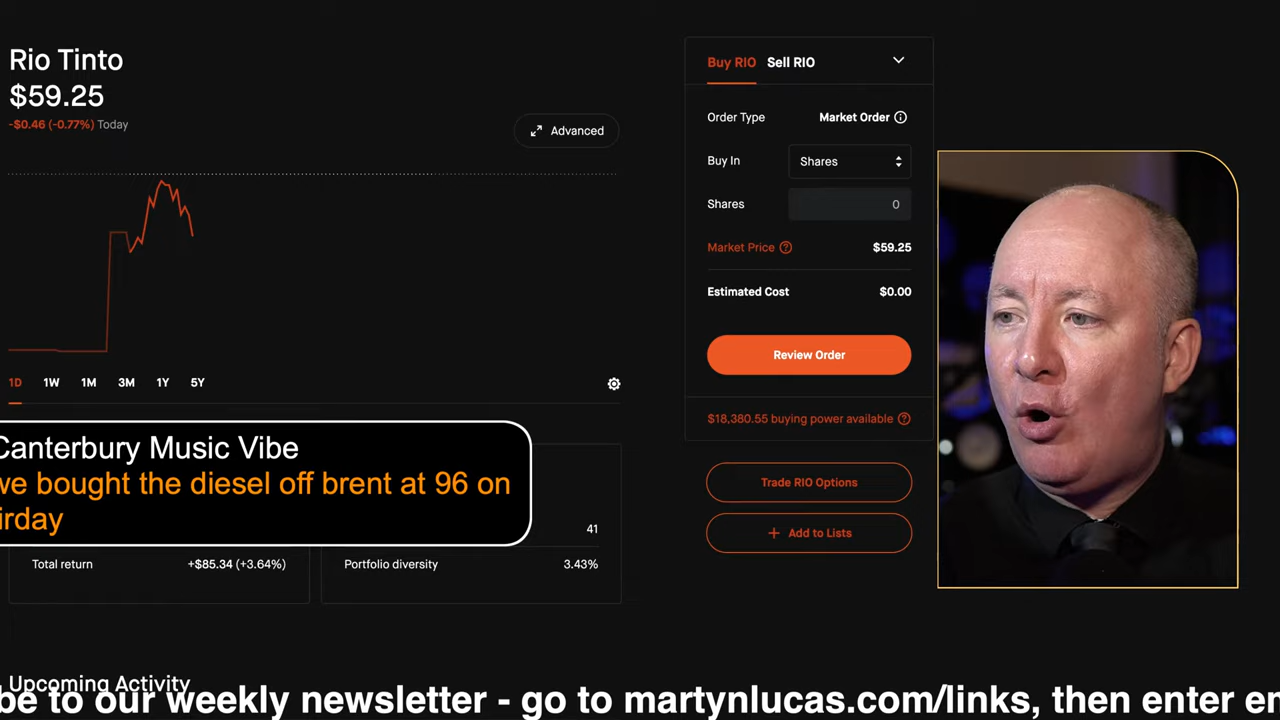 Rio Tinto
$59.25
-$0.46 (-0.77%) Today
Advanced
1D 1W 1M 3M 1Y 5Y
Buy RIO Sell RIO
Order Type Market Order
Buy In Shares
Shares 0
Market Price $59.25
Estimated Cost $0.00
Review Order
$18,380.55 buying power available
Trade RIO Options
+ Add to Lists
Canterbury Music Vibe
we bought the diesel off brent at 96 on
41
Total return +$85.34 (+3.64%)
Portfolio diversity 3.43%
Upcoming Activity
to our weekly newsletter - go to martynlucas.com/links, then enter